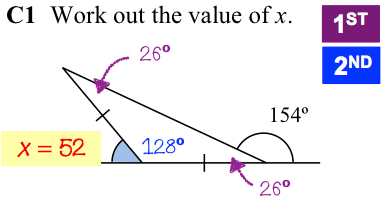 C1 Work out the value of x.
1ST
26º
2ND
154º
x = 52
128º
26º